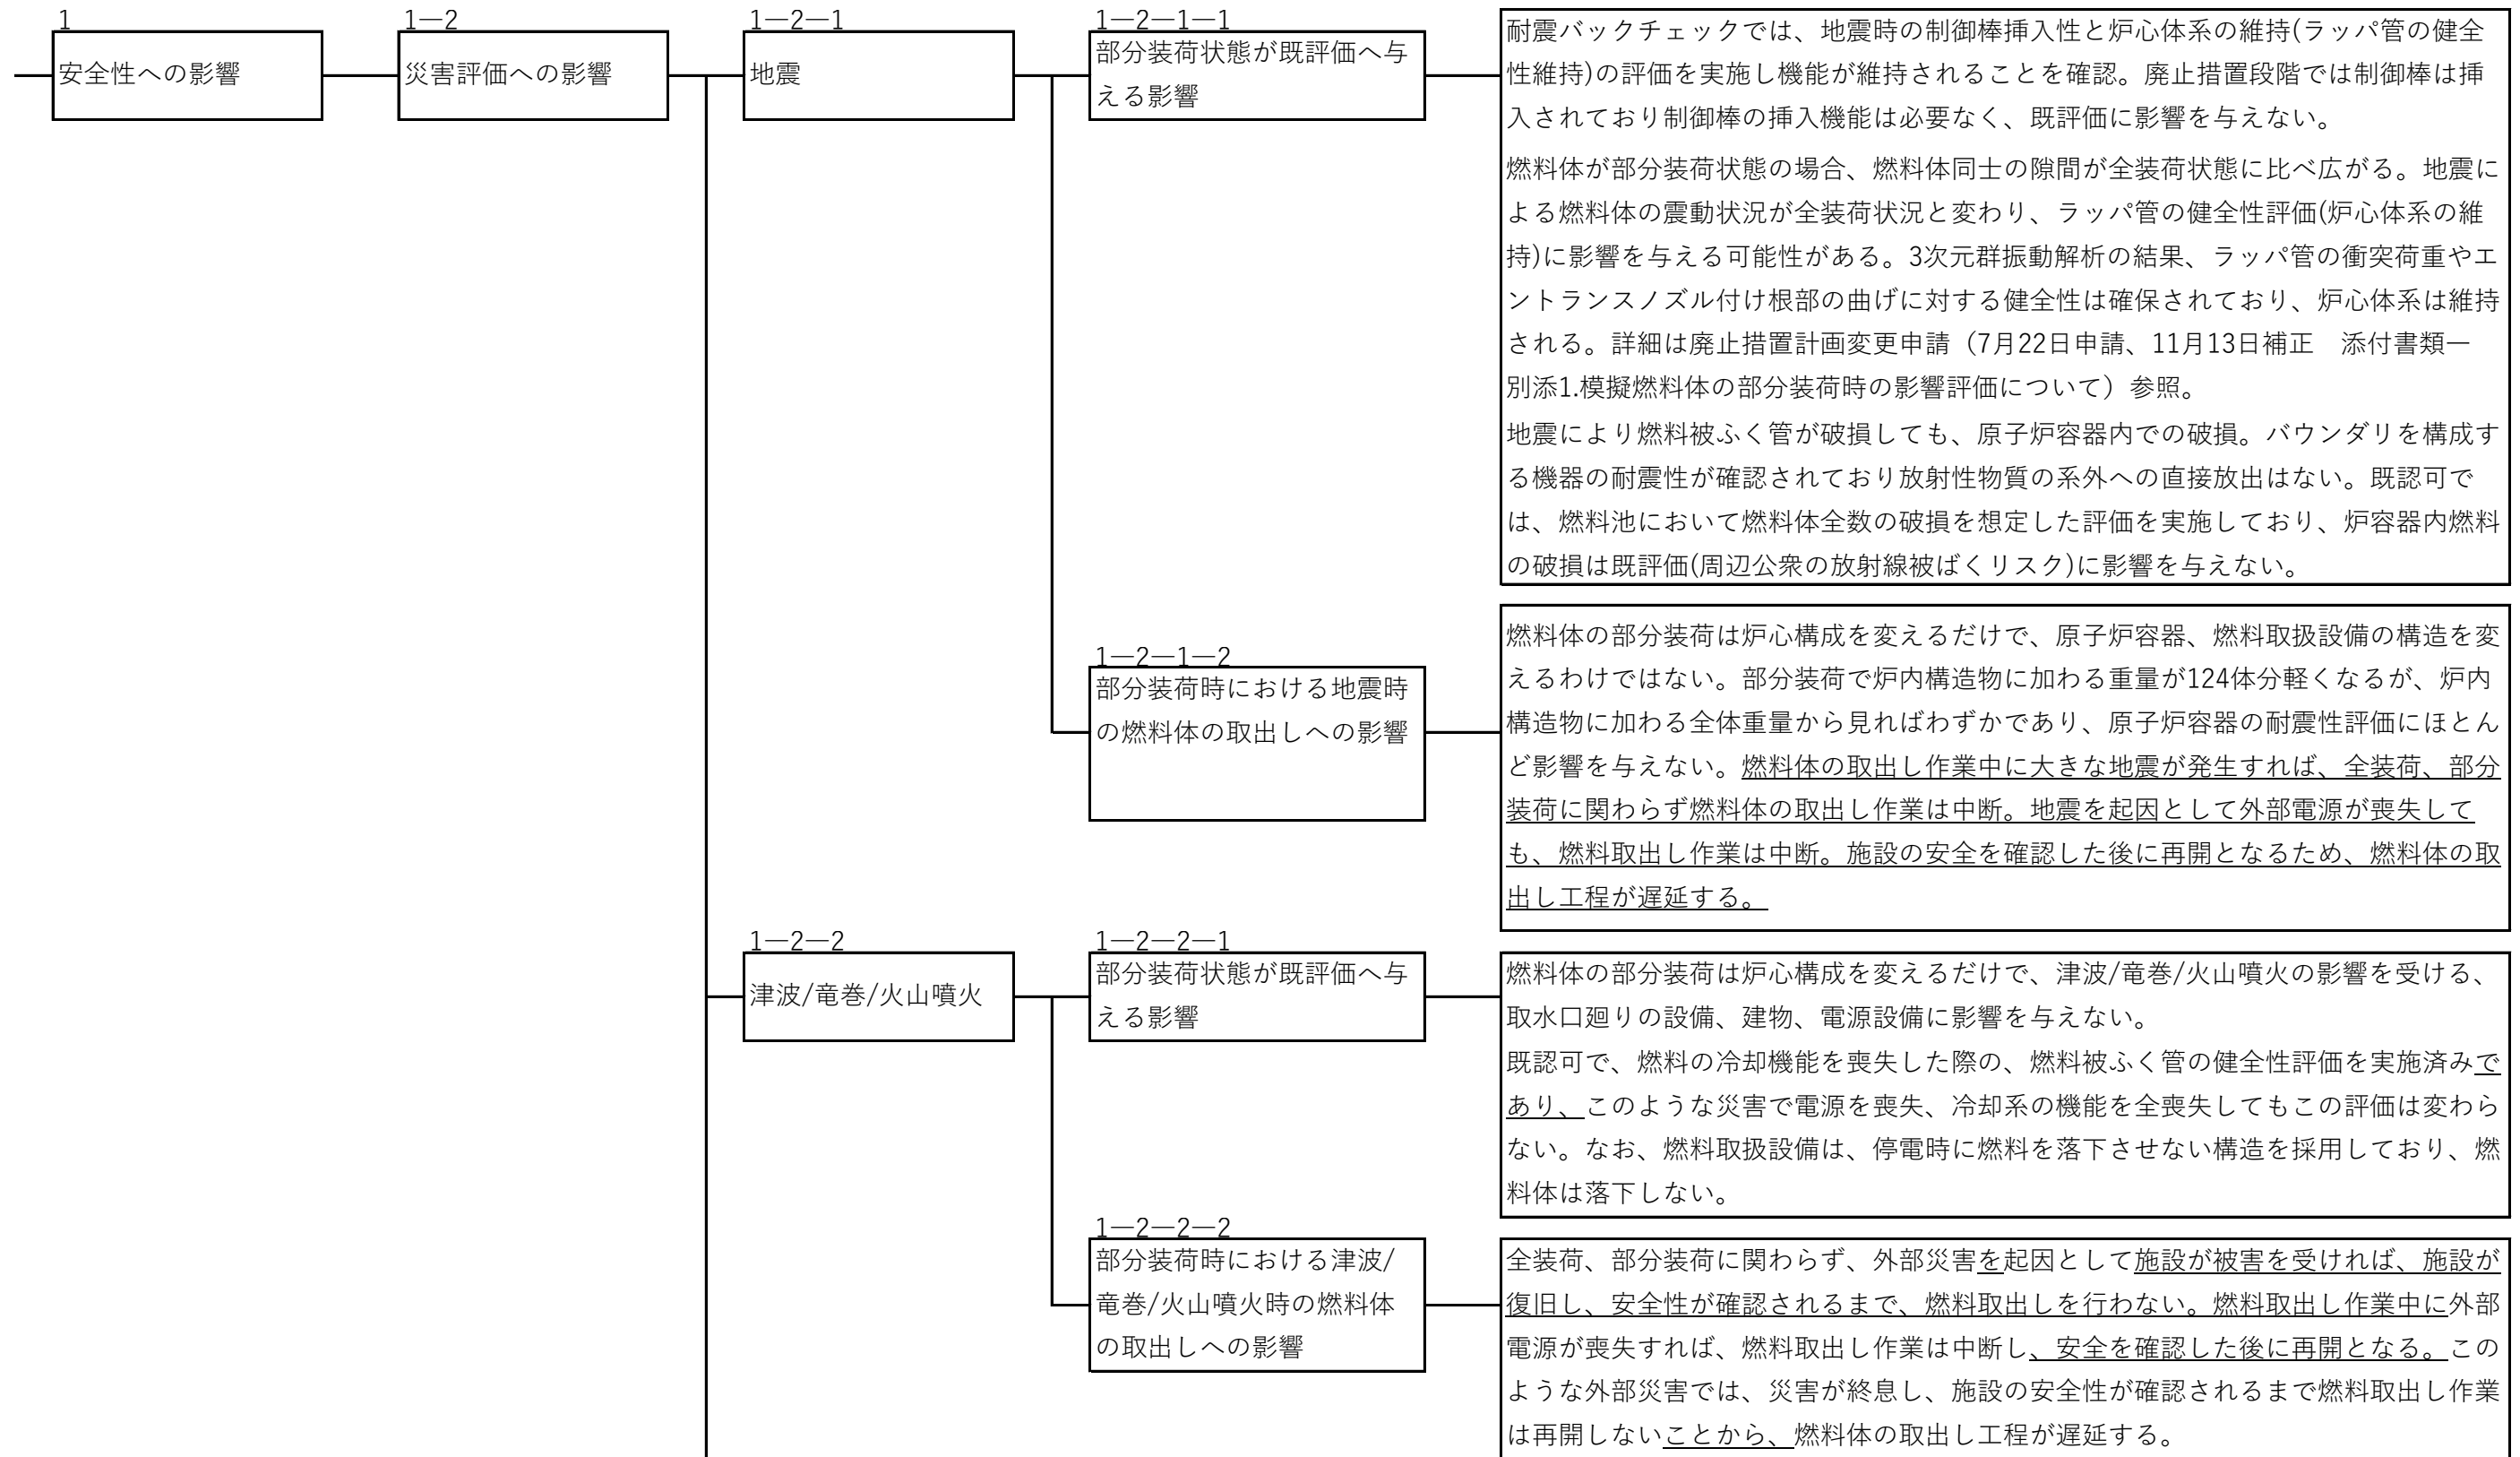 1
安全性への影響
1―2
災害評価への影響
1―2―1
地震
1―2―1―1
部分装荷状態が既評価へ与
える影響
耐震バックチェックでは、地震時の制御棒挿入性と炉心体系の維持(ラッパ管の健全
性維持)の評価を実施し機能が維持されることを確認。廃止措置段階では制御棒は挿
入されており制御棒の挿入機能は必要なく、既評価に影響を与えない。
燃料体が部分装荷状態の場合、燃料体同士の隙間が全装荷状態に比べ広がる。地震に
よる燃料体の震動状況が全装荷状況と変わり、ラッパ管の健全性評価(炉心体系の維
持)に影響を与える可能性がある。3次元群振動解析の結果、ラッパ管の衝突荷重やエ
ントランスノズル付け根部の曲げに対する健全性は確保されており、炉心体系は維持
される。詳細は廃止措置計画変更申請（7月22日申請、11月13日補正　添付書類一
別添1.模擬燃料体の部分装荷時の影響評価について）参照。
地震により燃料被ふく管が破損しても、原子炉容器内での破損。バウンダリを構成す
る機器の耐震性が確認されており放射性物質の系外への直接放出はない。既認可で
は、燃料池において燃料体全数の破損を想定した評価を実施しており、炉容器内燃料
の破損は既評価(周辺公衆の放射線被ばくリスク)に影響を与えない。
1―2―1―2
部分装荷時における地震時
の燃料体の取出しへの影響
燃料体の部分装荷は炉心構成を変えるだけで、原子炉容器、燃料取扱設備の構造を変
えるわけではない。部分装荷で炉内構造物に加わる重量が124体分軽くなるが、炉内
構造物に加わる全体重量から見ればわずかであり、原子炉容器の耐震性評価にほとん
ど影響を与えない。燃料体の取出し作業中に大きな地震が発生すれば、全装荷、部分
装荷に関わらず燃料体の取出し作業は中断。地震を起因として外部電源が喪失して
も、燃料取出し作業は中断。施設の安全を確認した後に再開となるため、燃料体の取
出し工程が遅延する。
1―2―2
津波/竜巻/火山噴火
1―2―2―1
部分装荷状態が既評価へ与
える影響
燃料体の部分装荷は炉心構成を変えるだけで、津波/竜巻/火山噴火の影響を受ける、
取水口廻りの設備、建物、電源設備に影響を与えない。
既認可で、燃料の冷却機能を喪失した際の、燃料被ふく管の健全性評価を実施済みで
あり、このような災害で電源を喪失、冷却系の機能を全喪失してもこの評価は変わら
ない。なお、燃料取扱設備は、停電時に燃料を落下させない構造を採用しており、燃
料体は落下しない。
1―2―2―2
部分装荷時における津波/
竜巻/火山噴火時の燃料体
の取出しへの影響
全装荷、部分装荷に関わらず、外部災害を起因として施設が被害を受ければ、施設が
復旧し、安全性が確認されるまで、燃料取出しを行わない。燃料取出し作業中に外部
電源が喪失すれば、燃料取出し作業は中断し、安全を確認した後に再開となる。この
ような外部災害では、災害が終息し、施設の安全性が確認されるまで燃料取出し作業
は再開しないことから、燃料体の取出し工程が遅延する。